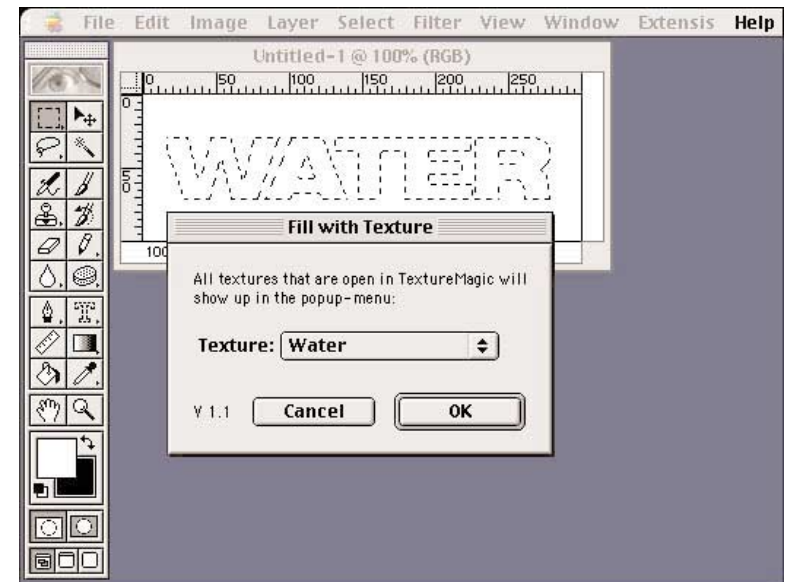 File Edit Image Layer Select Filter View Window Extensis Help
Untitled-1 @ 100% (RGB)
0 50 100 150 200 250
0
50
WATER
100
Fill with Texture
All textures that are open in TextureMagic will
show up in the popup-menu:
Texture: Water
V 1.1 Cancel OK